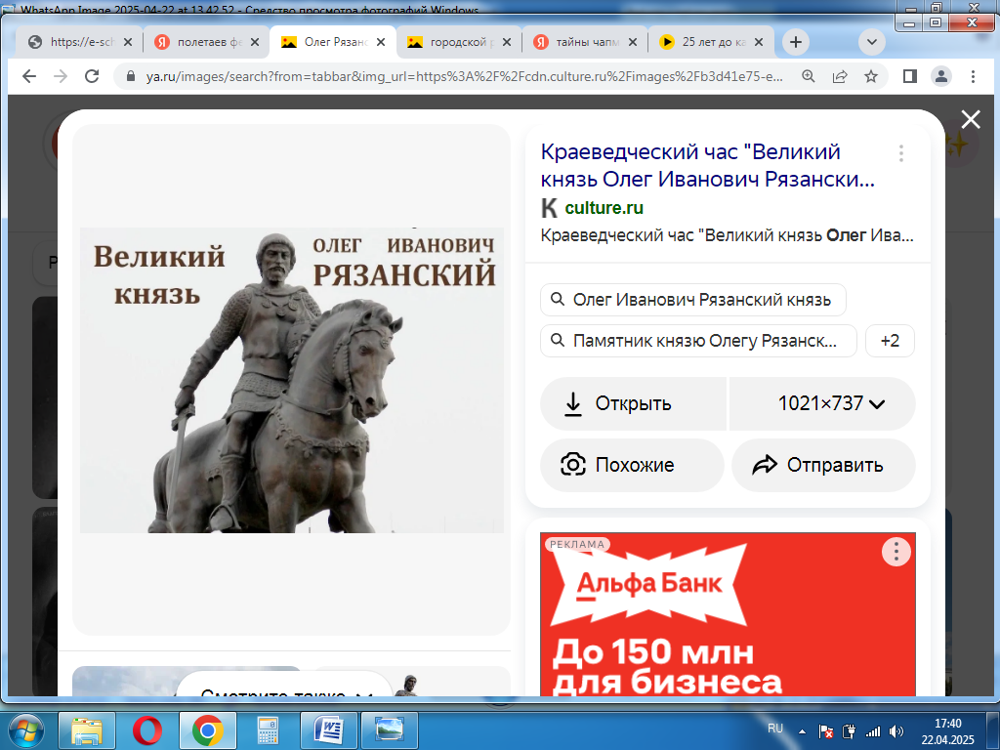 WhatsApp Image 2025-04-22 at 13.42.52 - Средство просмотра фотографий Windows
https://e-sch
полетаев фе
Олег Рязанс
городской р
тайны чапм
25 лет до ка
ya.ru/images/search?from=tabbar&img_url=https%3A%2F%2Fcdn.culture.ru%2Fimages%2Fb3d41e75-e...
Великий
князь
ОЛЕГ ИВАНОВИЧ
РЯЗАНСКИЙ
Краеведческий час "Великий
князь Олег Иванович Рязански...
culture.ru
Краеведческий час "Великий князь Олег Ива...
Олег Иванович Рязанский князь
Памятник князю Олегу Рязанск...
+2
Открыть
1021×737
Похожие
Отправить
РЕКЛАМА
Альфа Банк
До 150 млн
для бизнеса
Смотрите также
RU
17:40
22.04.2025